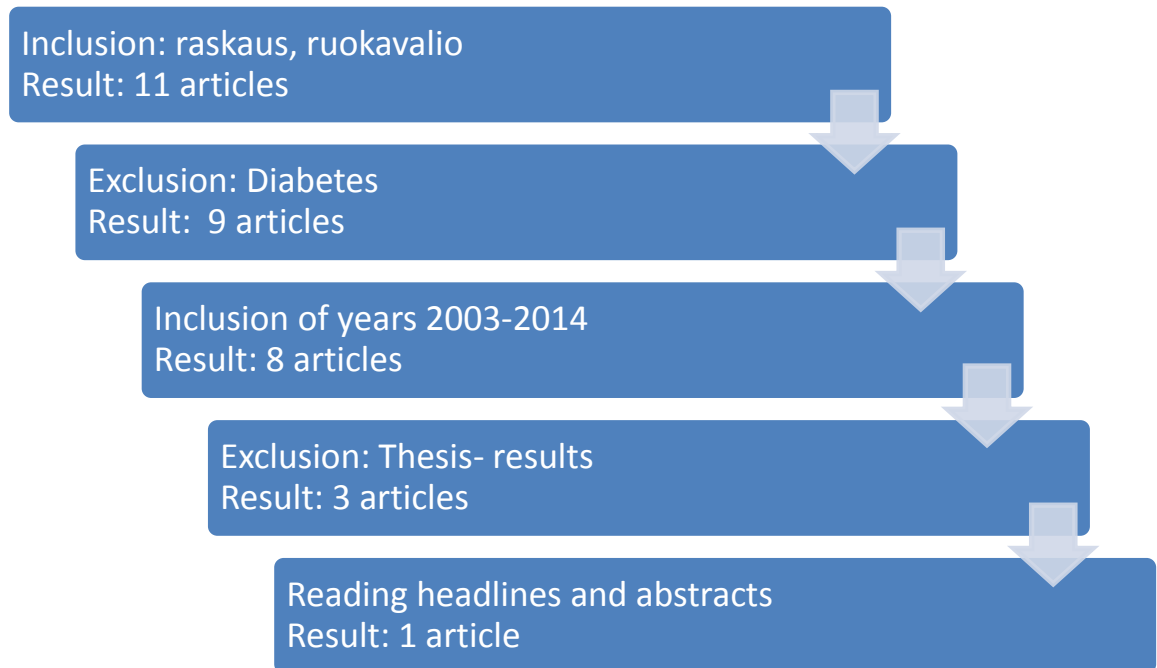 Inclusion: raskaus, ruokavalio
Result: 11 articles
Exclusion: Diabetes
Result:  9 articles
Inclusion of years 2003-2014
Result: 8 articles
Exclusion: Thesis- results
Result: 3 articles
Reading headlines and abstracts
Result: 1 article